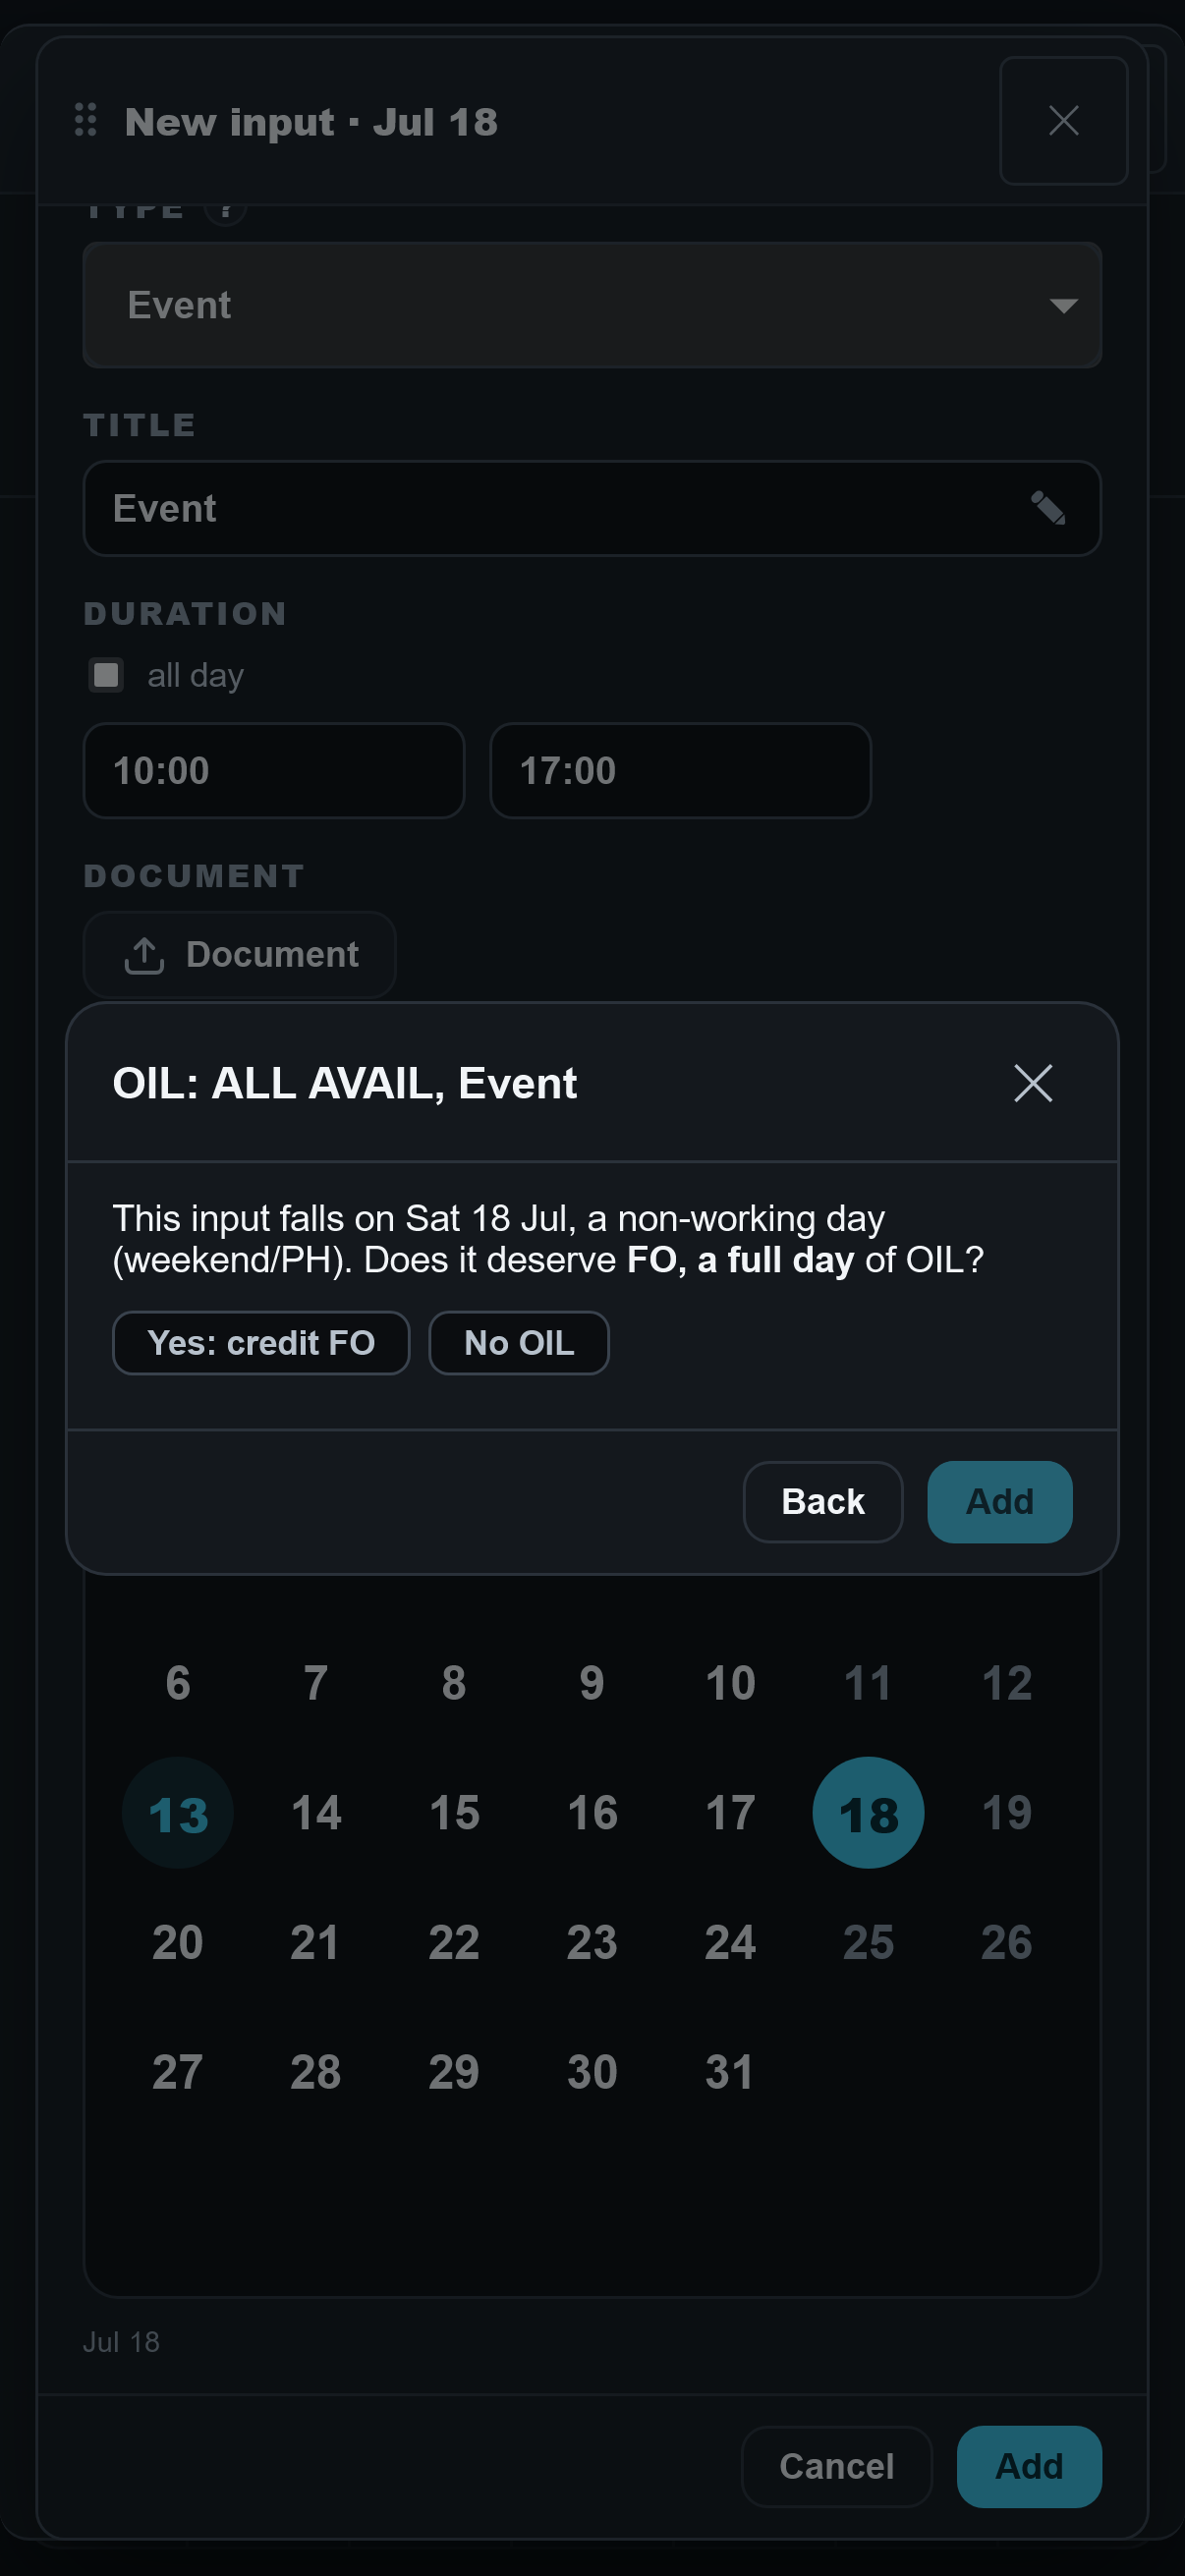 New input · Jul 18
TYPE ?
Event
TITLE
Event
DURATION
all day
10:00 17:00
DOCUMENT
Document
OIL: ALL AVAIL, Event
This input falls on Sat 18 Jul, a non-working day
(weekend/PH). Does it deserve FO, a full day of OIL?
Yes: credit FO No OIL
Back Add
6 7 8 9 10 11 12
13 14 15 16 17 18 19
20 21 22 23 24 25 26
27 28 29 30 31
Jul 18
Cancel Add